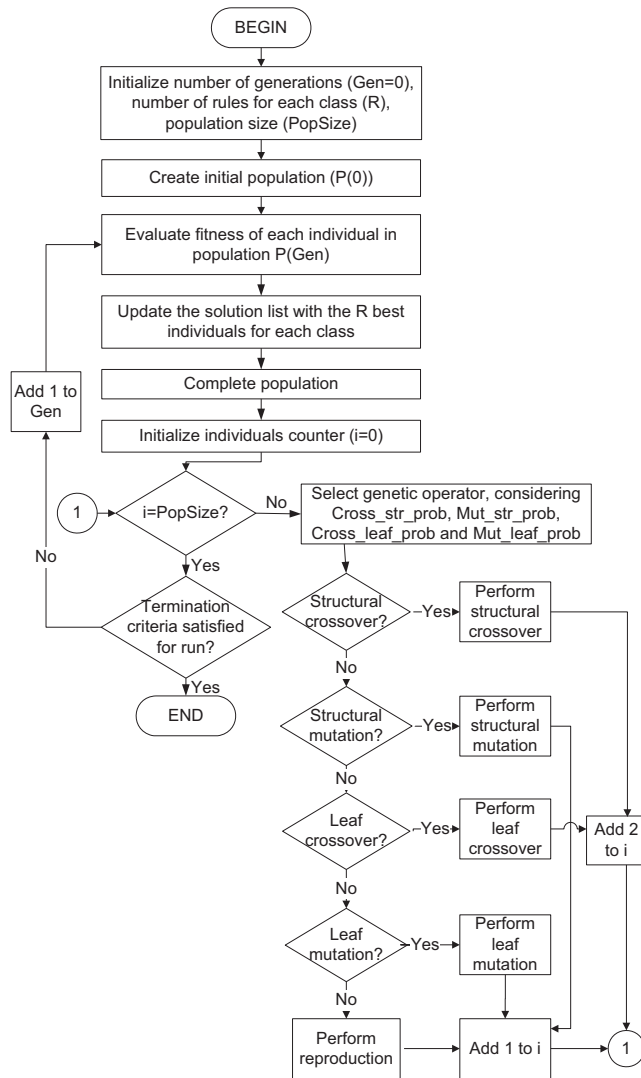 BEGIN
Initialize number of generations (Gen=0),
number of rules for each class (R),
population size (PopSize)
Create initial population (P(0))
Evaluate fitness of each individual in
population P(Gen)
Update the solution list with the R best
individuals for each class
Complete population
Add 1 to
Gen
Initialize individuals counter (i=0)
1
i=PopSize?
No
Select genetic operator, considering
Cross_str_prob, Mut_str_prob,
Cross_leaf_prob and Mut_leaf_prob
No
Yes
Termination
criteria satisfied
for run?
Yes
END
Structural
crossover?
Yes
Perform
structural
crossover
No
Structural
mutation?
Yes
Perform
structural
mutation
No
Leaf
crossover?
Yes
Perform
leaf
crossover
Add 2
to i
No
Leaf
mutation?
Yes
Perform
leaf
mutation
No
Perform
reproduction
Add 1 to i
1